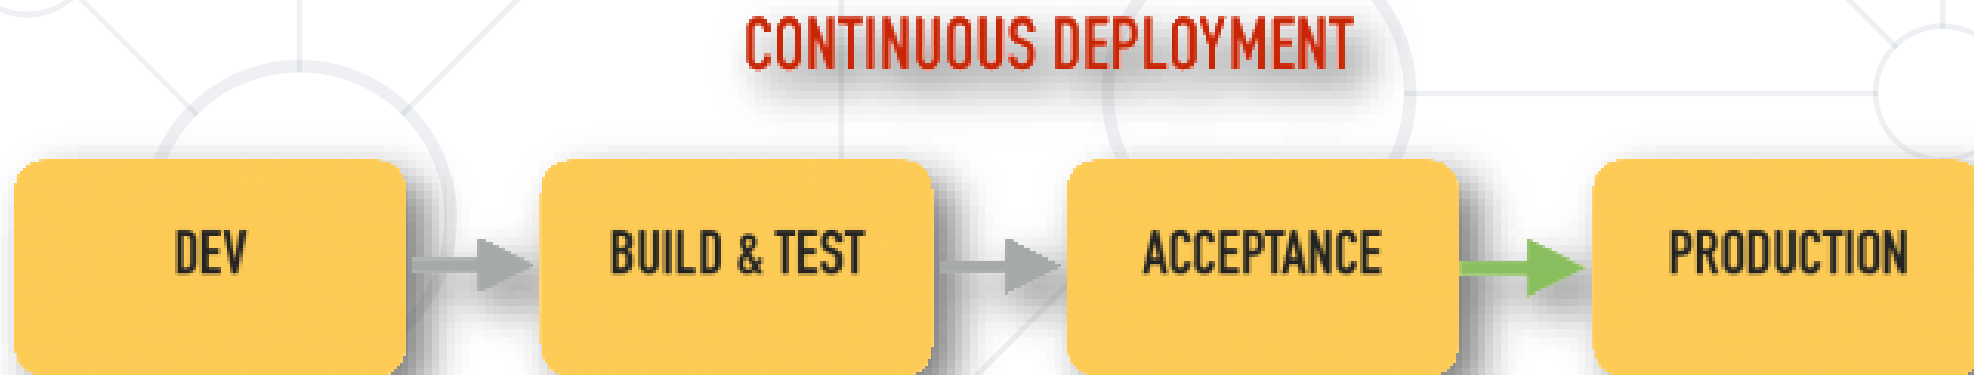 CONTINUOUS DEPLOYMENT
DEV
BUILD & TEST
ACCEPTANCE
PRODUCTION